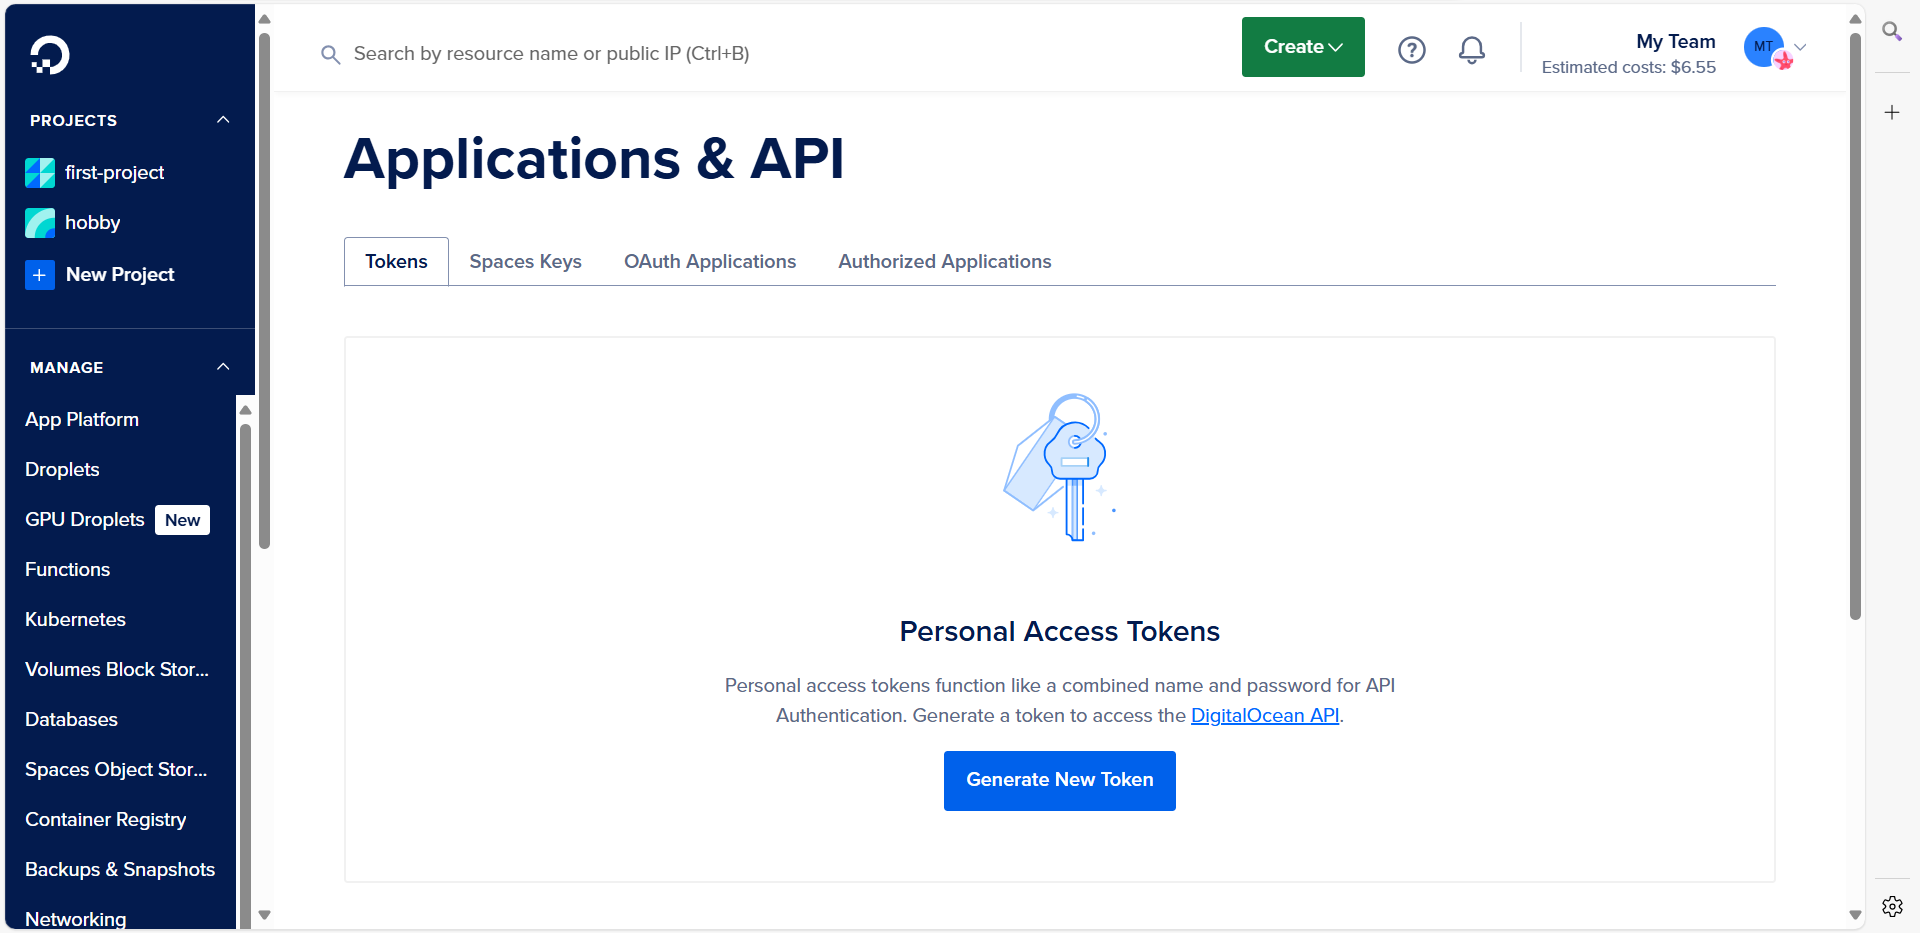 Search by resource name or public IP (Ctrl+B)
Create
My Team
Estimated costs: $6.55
MT
PROJECTS
first-project
hobby
New Project
MANAGE
App Platform
Droplets
GPU Droplets New
Functions
Kubernetes
Volumes Block Stor...
Databases
Spaces Object Stor...
Container Registry
Backups & Snapshots
Networking
Applications & API
Tokens
Spaces Keys
OAuth Applications
Authorized Applications
Personal Access Tokens
Personal access tokens function like a combined name and password for API
Authentication. Generate a token to access the DigitalOcean API.
Generate New Token